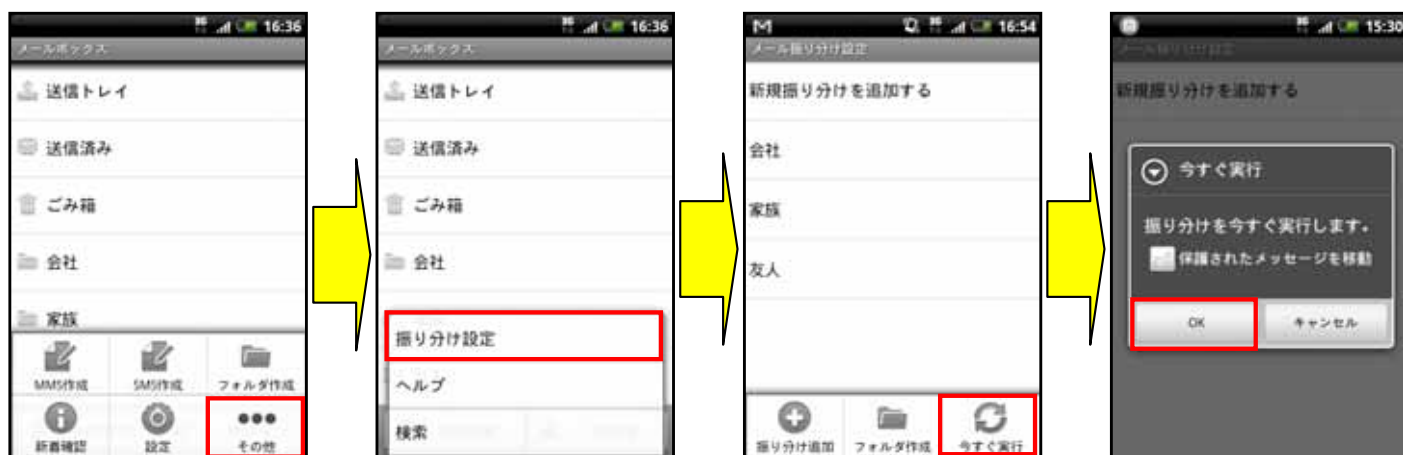 16:36
メールボックス
送信トレイ
送信済み
ごみ箱
会社
家族
MMS作成
SMS作成
フォルダ作成
新着確認
設定
その他
16:36
メールボックス
送信トレイ
送信済み
ごみ箱
会社
振り分け設定
ヘルプ
検索
16:54
メール振り分け設定
新規振り分けを追加する
会社
家族
友人
振り分け追加
フォルダ作成
今すぐ実行
15:30
メール振り分け設定
新規振り分けを追加する
今すぐ実行
振り分けを今すぐ実行します。
保護されたメッセージを移動
OK
キャンセル